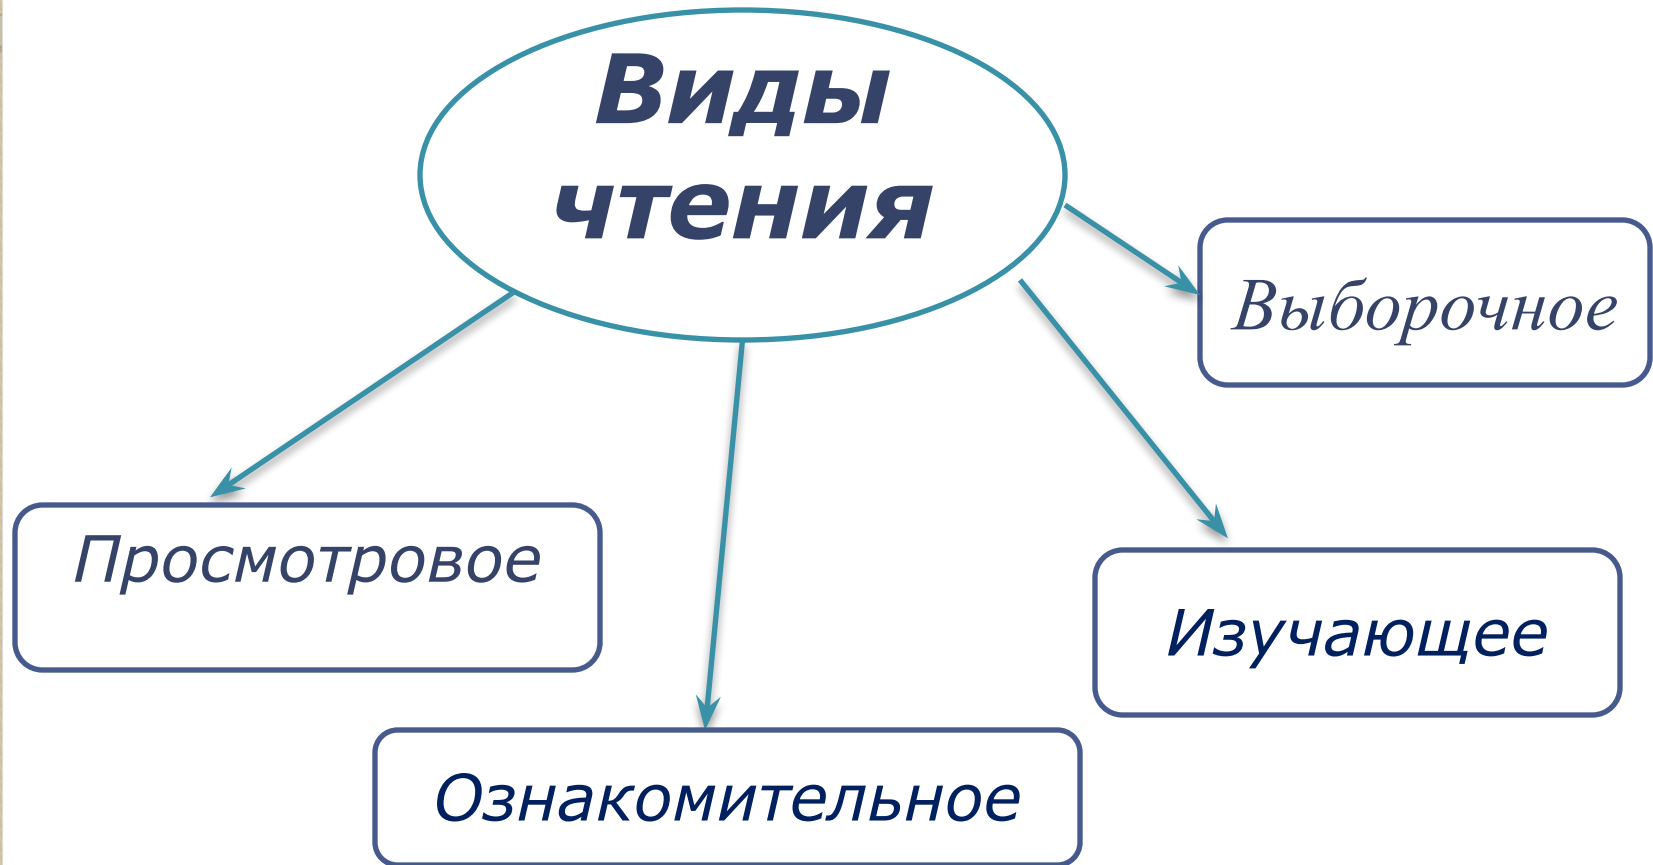 Виды
чтения
Выборочное
Просмотровое
Изучающее
Ознакомительное